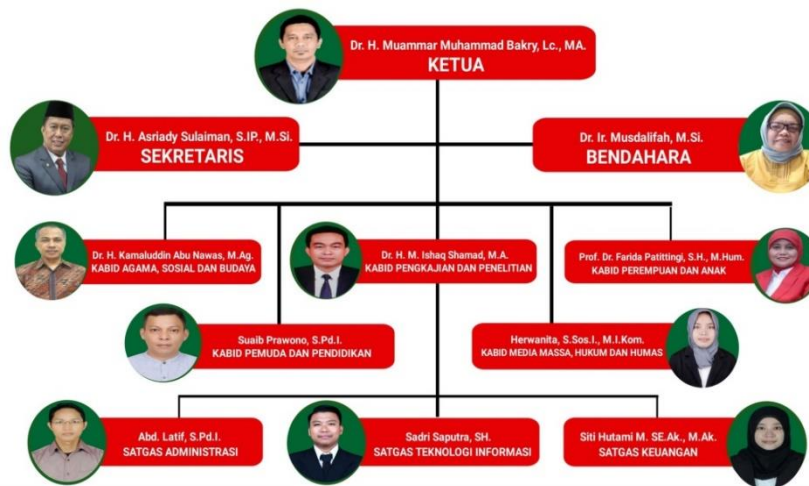 Dr. H. Muammar Muhammad Bakry, Lc., MA.
KETUA
Dr. H. Asriady Sulaiman, S.IP., M.Si.
SEKRETARIS
Dr. Ir. Musdalifah, M.Si.
BENDAHARA
Dr. H. Kamaluddin Abu Nawas, M.Ag.
KABID AGAMA, SOSIAL DAN BUDAYA
Dr. H. M. Ishaq Shamad, M.A.
KABID PENGKAJIAN DAN PENELITIAN
Prof. Dr. Farida Patittingi, S.H., M.Hum.
KABID PEREMPUAN DAN ANAK
Suaib Prawono, S.Pd.I.
KABID PEMUDA DAN PENDIDIKAN
Herwanita, S.Sos.I., M.I.Kom.
KABID MEDIA MASSA, HUKUM DAN HUMAS
Abd. Latif, S.Pd.I.
SATGAS ADMINISTRASI
Sadri Saputra, SH.
SATGAS TEKNOLOGI INFORMASI
Siti Hutami M. SE.Ak., M.Ak.
SATGAS KEUANGAN